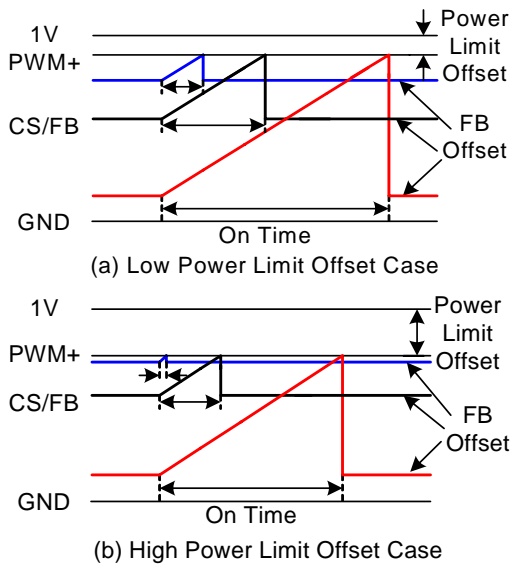 1V
Power
Limit
Offset
PWM+
CS/FB
FB
Offset
GND
On Time
(a) Low Power Limit Offset Case
1V
Power
Limit
Offset
PWM+
CS/FB
FB
Offset
GND
On Time
(b) High Power Limit Offset Case